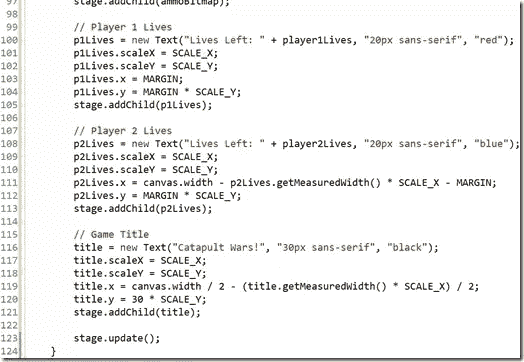 97 stage.addChild(ammoBitmap);
98
99 // Player 1 Lives
100 p1Lives = new Text("Lives Left: " + player1Lives, "20px sans-serif", "red");
101 p1Lives.scaleX = SCALE_X;
102 p1Lives.scaleY = SCALE_Y;
103 p1Lives.x = MARGIN;
104 p1Lives.y = MARGIN * SCALE_Y;
105 stage.addChild(p1Lives);
106
107 // Player 2 Lives
108 p2Lives = new Text("Lives Left: " + player2Lives, "20px sans-serif", "blue");
109 p2Lives.scaleX = SCALE_X;
110 p2Lives.scaleY = SCALE_Y;
111 p2Lives.x = canvas.width - p2Lives.getMeasuredWidth() * SCALE_X - MARGIN;
112 p2Lives.y = MARGIN * SCALE_Y;
113 stage.addChild(p2Lives);
114
115 // Game Title
116 title = new Text("Catapult Wars!", "30px sans-serif", "black");
117 title.scaleX = SCALE_X;
118 title.scaleY = SCALE_Y;
119 title.x = canvas.width / 2 - (title.getMeasuredWidth() * SCALE_X) / 2;
120 title.y = 30 * SCALE_Y;
121 stage.addChild(title);
122
123 stage.update();
124 }